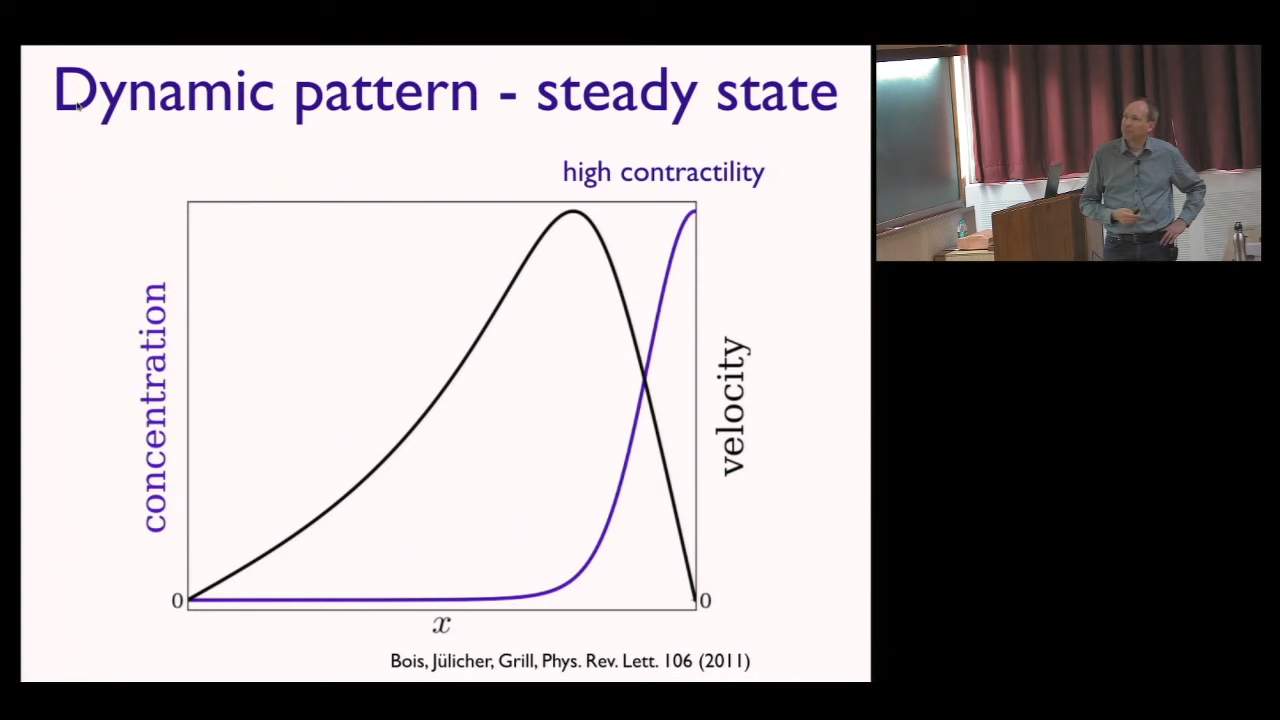 Dynamic pattern - steady state
high contractility
concentration
velocity
0
0
x
Bois, Jülicher, Grill, Phys. Rev. Lett. 106 (2011)